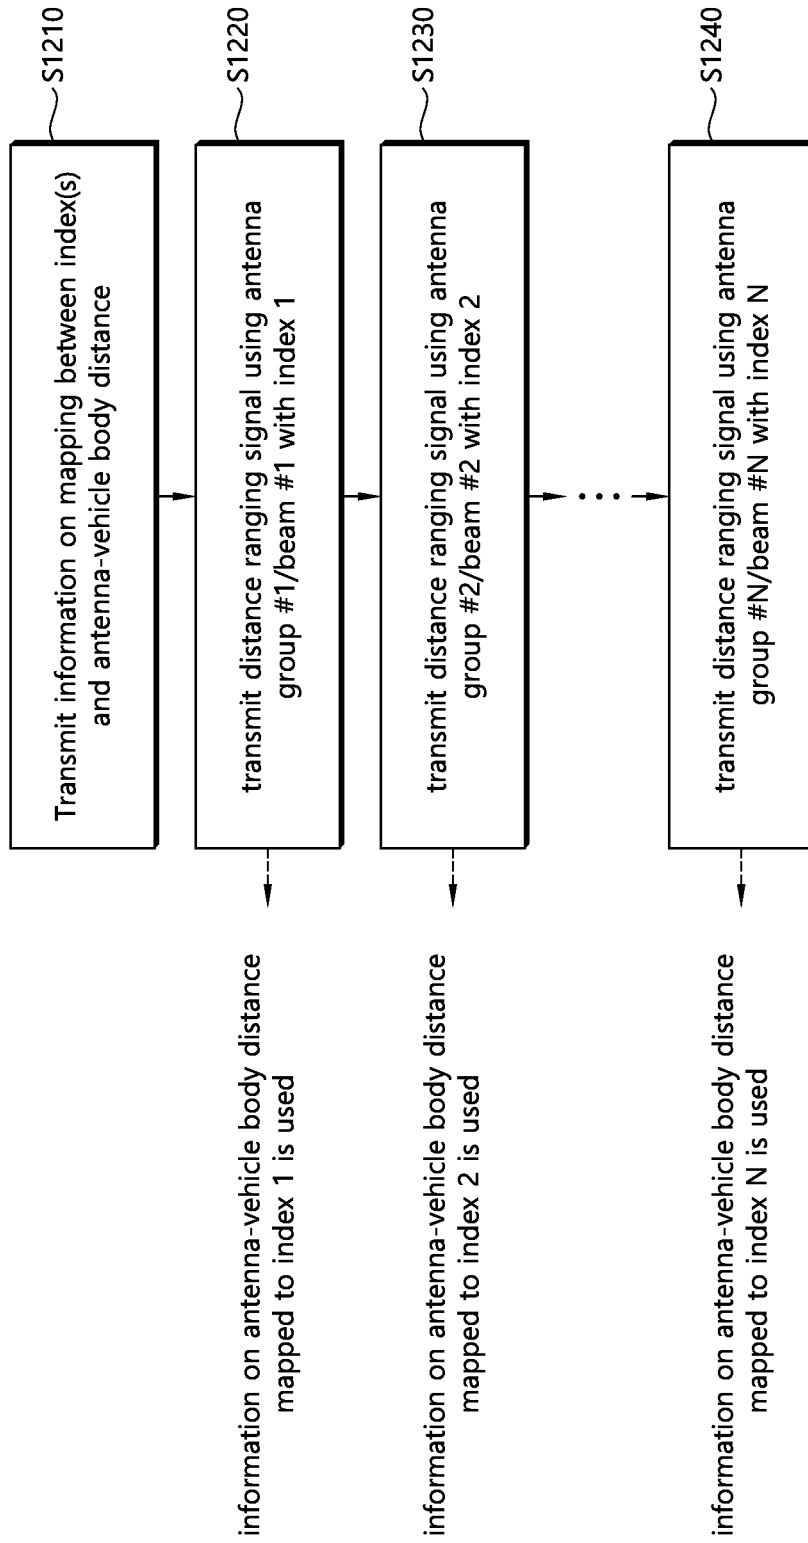 S1210
Transmit information on mapping between index(s)
and antenna-vehicle body distance
S1220
transmit distance ranging signal using antenna
group #1/beam #1 with index 1
information on antenna-vehicle body distance
mapped to index 1 is used
S1230
transmit distance ranging signal using antenna
group #2/beam #2 with index 2
information on antenna-vehicle body distance
mapped to index 2 is used
S1240
transmit distance ranging signal using antenna
group #N/beam #N with index N
information on antenna-vehicle body distance
mapped to index N is used